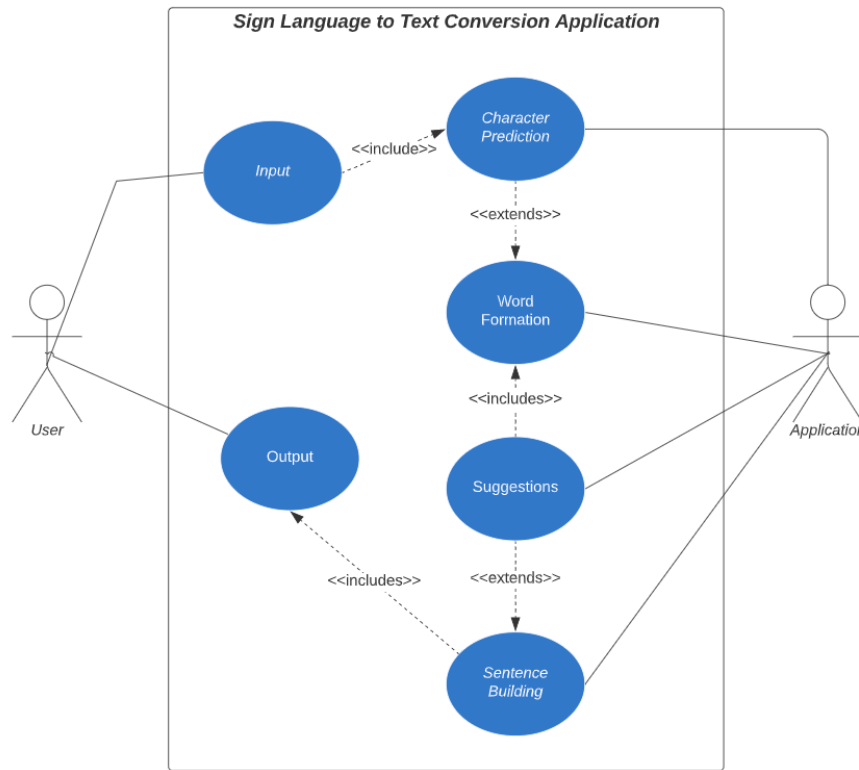 Sign Language to Text Conversion Application
Character
Prediction
<<include>>
Input
<<extends>>
Word
Formation
<<includes>>
User
Application
Output
Suggestions
<<includes>>
<<extends>>
Sentence
Building